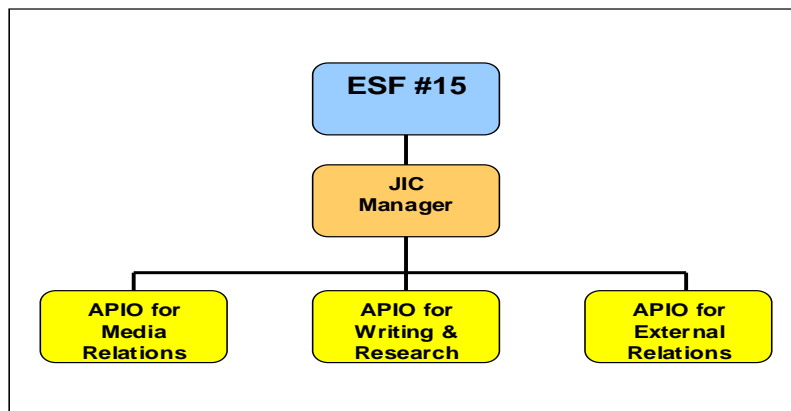 ESF #15
JIC
Manager
APIO for
Media
Relations
APIO for
Writing &
Research
APIO for
External
Relations